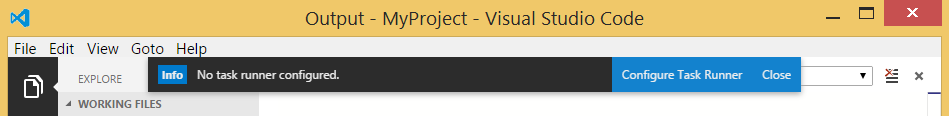 Output - MyProject - Visual Studio Code
File Edit View Goto Help
EXPLORE
Info No task runner configured. Configure Task Runner Close
WORKING FILES